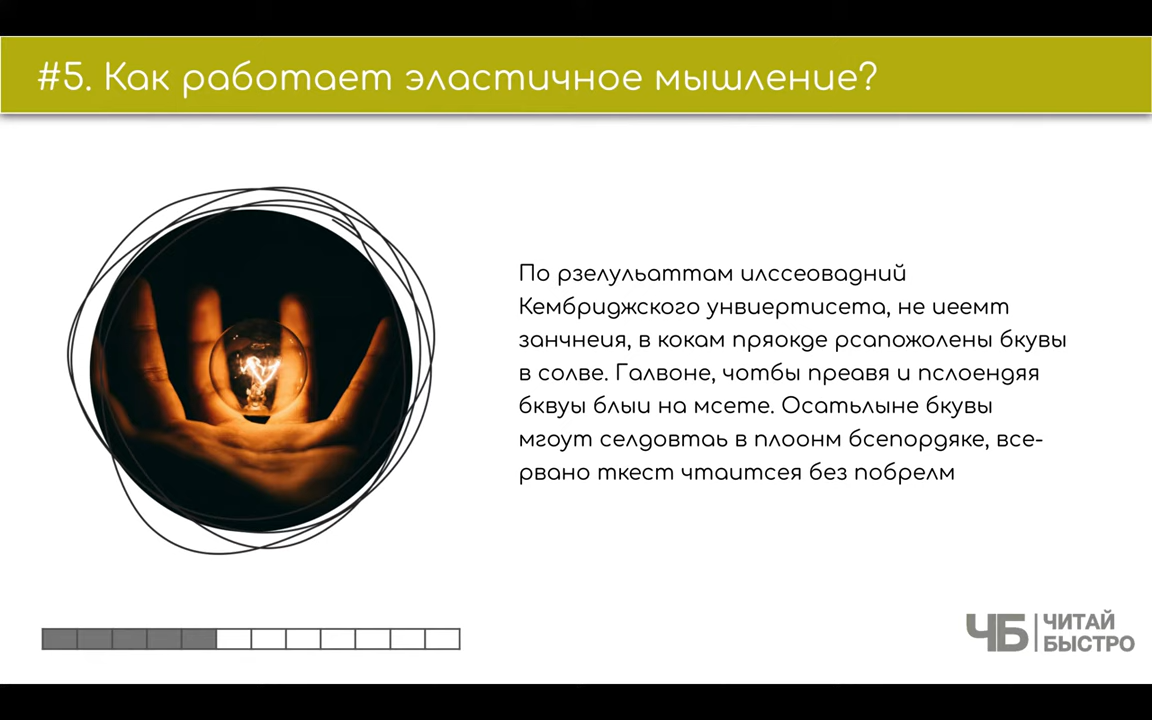 #5. Как работает эластичное мышление?
По рзелульаттам илссеовадний
Кембриджского унвиертисета, не иеемт
занчнеия, в кокам пряокде рсапожолены бкувы
в солве. Галвоне, чотбы преавя и пслоендяя
бквуы блыи на мсете. Осатьлыне бкувы
мгоут селдовтаь в плоонм бсепордяке, все-
рвано ткест чтаитсея без побрелм
ЧБ ЧИТАЙ
БЫСТРО